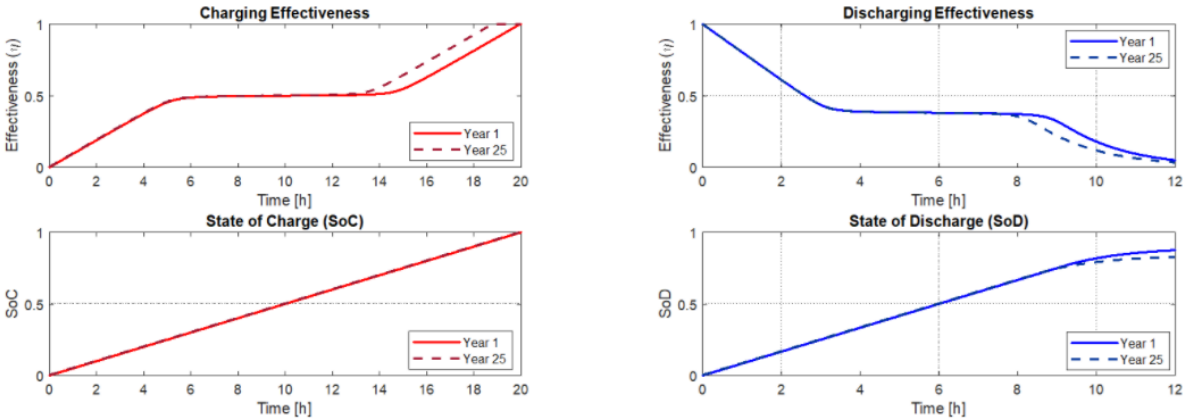 Charging Effectiveness
Effectiveness (η)
1
0.5
0
Year 1
Year 25
0 2 4 6 8 10 12 14 16 18 20
Time [h]
Discharging Effectiveness
Effectiveness (η)
1
0.5
0
Year 1
Year 25
0 2 4 6 8 10 12
Time [h]
State of Charge (SoC)
SoC
1
0.5
0
Year 1
Year 25
0 2 4 6 8 10 12 14 16 18 20
Time [h]
State of Discharge (SoD)
SoD
1
0.5
0
Year 1
Year 25
0 2 4 6 8 10 12
Time [h]